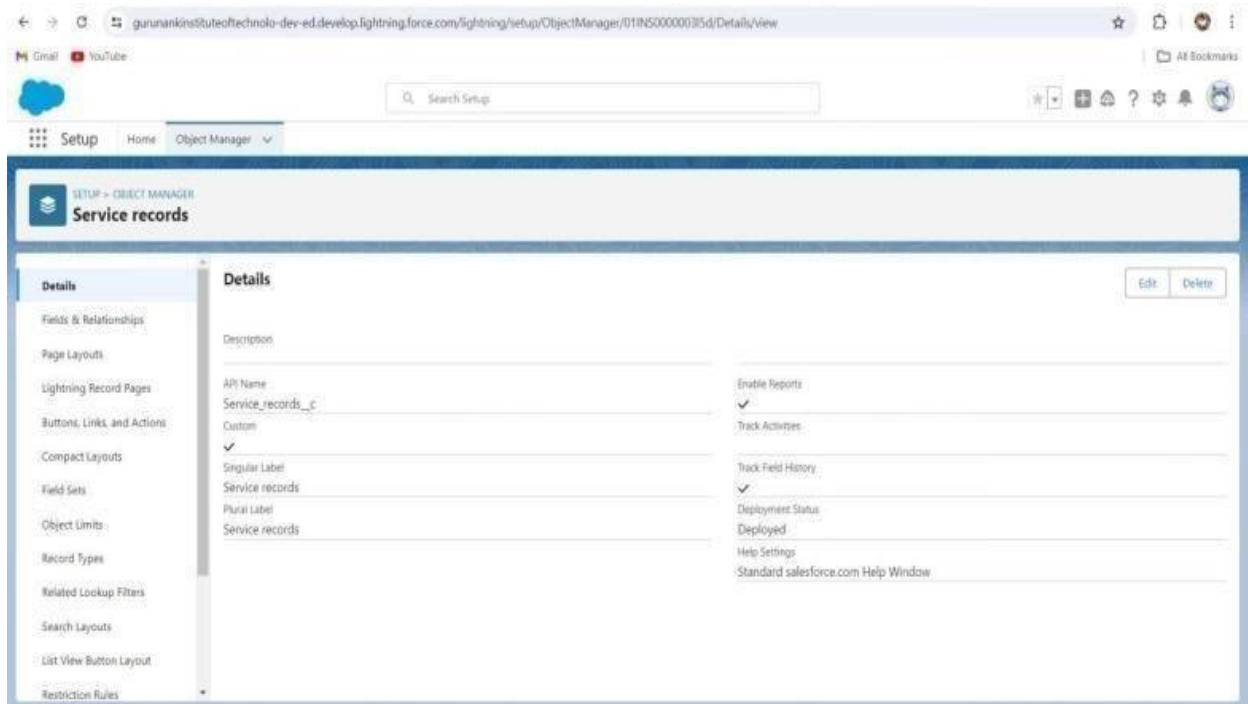 gurunankinstituteoftechnolo-dev-ed.develop.lightning.force.com/lightning/setup/ObjectManager/01IN50000003I5d/Details/view
Gmail YouTube All Bookmarks
Search Setup
Setup Home Object Manager
SETUP > OBJECT MANAGER
Service records
Details
Fields & Relationships
Page Layouts
Lightning Record Pages
Buttons, Links, and Actions
Compact Layouts
Field Sets
Object Limits
Record Types
Related Lookup Filters
Search Layouts
List View Button Layout
Restriction Rules
Details
Edit Delete
Description
API Name
Service_records__c
Custom
Singular Label
Service records
Plural Label
Service records
Enable Reports
Track Activities
Track Field History
Deployment Status
Deployed
Help Settings
Standard salesforce.com Help Window